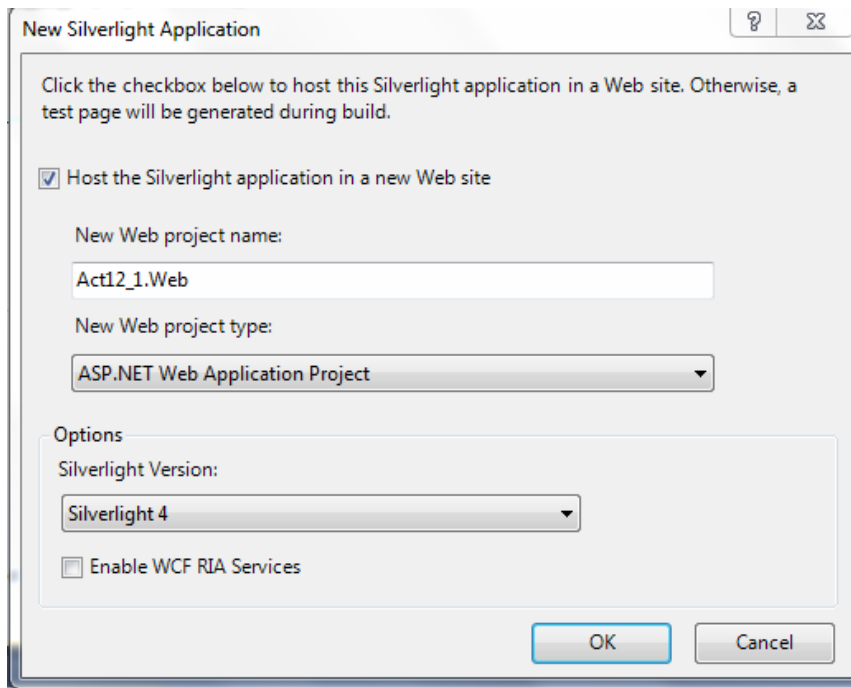 New Silverlight Application
Click the checkbox below to host this Silverlight application in a Web site. Otherwise, a
test page will be generated during build.
Host the Silverlight application in a new Web site
New Web project name:
Act12_1.Web
New Web project type:
ASP.NET Web Application Project
Options
Silverlight Version:
Silverlight 4
Enable WCF RIA Services
OK Cancel